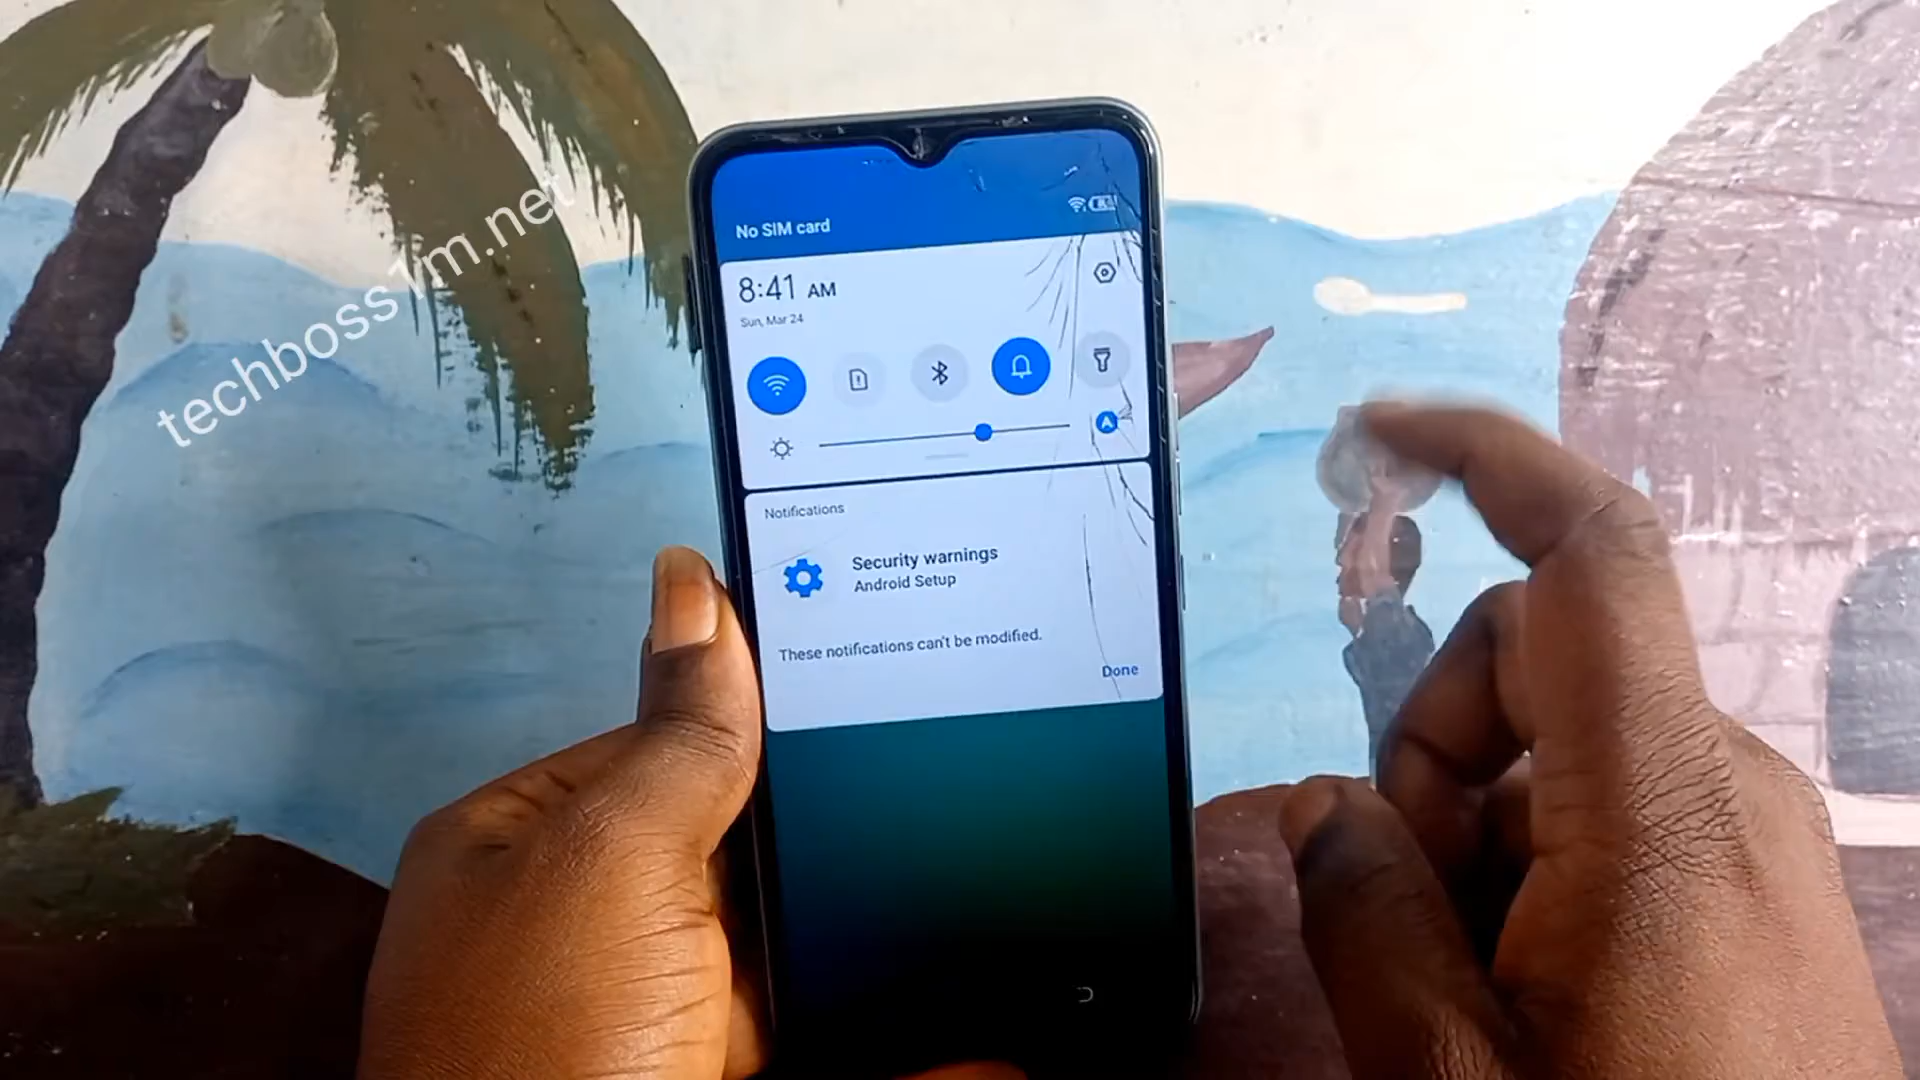 techboss1m.net
No SIM card
8:41 AM
Sun, Mar 24
Notifications
Security warnings
Android Setup
These notifications can't be modified.
Done